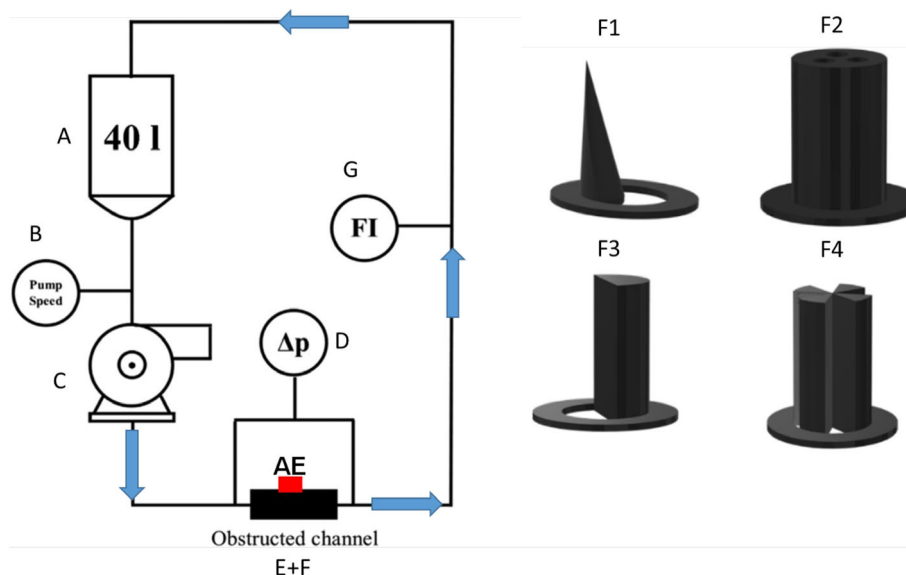 F1
F2
A
40 l
G
FI
B
Pump
Speed
F3
F4
Δp
D
C
AE
Obstructed channel
E+F